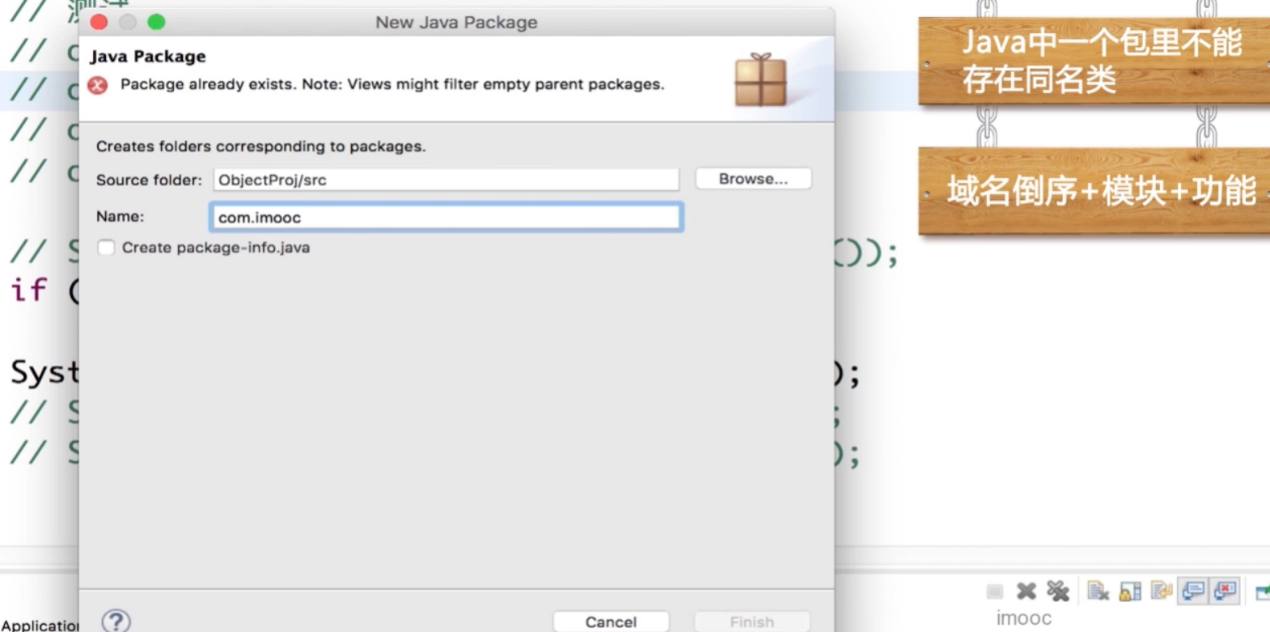 // 测试
New Java Package
Java Package
Package already exists. Note: Views might filter empty parent packages.
Java中一个包里不能
存在同名类
// c
// c
// c
// c
Creates folders corresponding to packages.
Source folder: ObjectProj/src Browse...
Name: com.imooc
域名倒序+模块+功能
Create package-info.java
// S ());
if (
Syst );
// S ;
// S );
Cancel Finish
Application
imooc